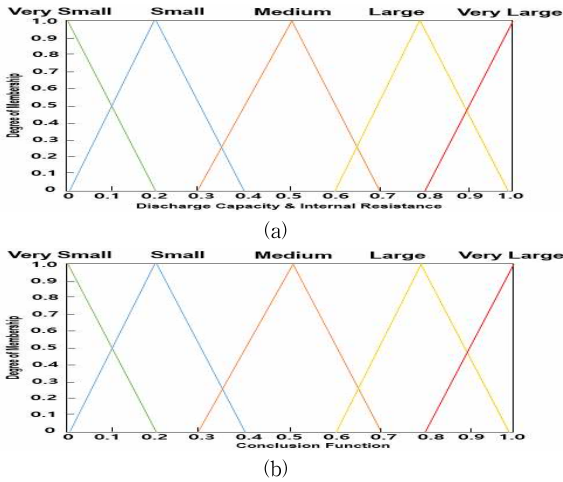 Very Small Small Medium Large Very Large
1.0
0.9
0.8
0.7
0.6
0.5
0.4
0.3
0.2
0.1
0
Degree of Membership
0 0.1 0.2 0.3 0.4 0.5 0.6 0.7 0.8 0.9 1.0
Discharge Capacity & Internal Resistance
(a)
Very Small Small Medium Large Very Large
1.0
0.9
0.8
0.7
0.6
0.5
0.4
0.3
0.2
0.1
0
Degree of Membership
0 0.1 0.2 0.3 0.4 0.5 0.6 0.7 0.8 0.9 1.0
Conclusion Function
(b)